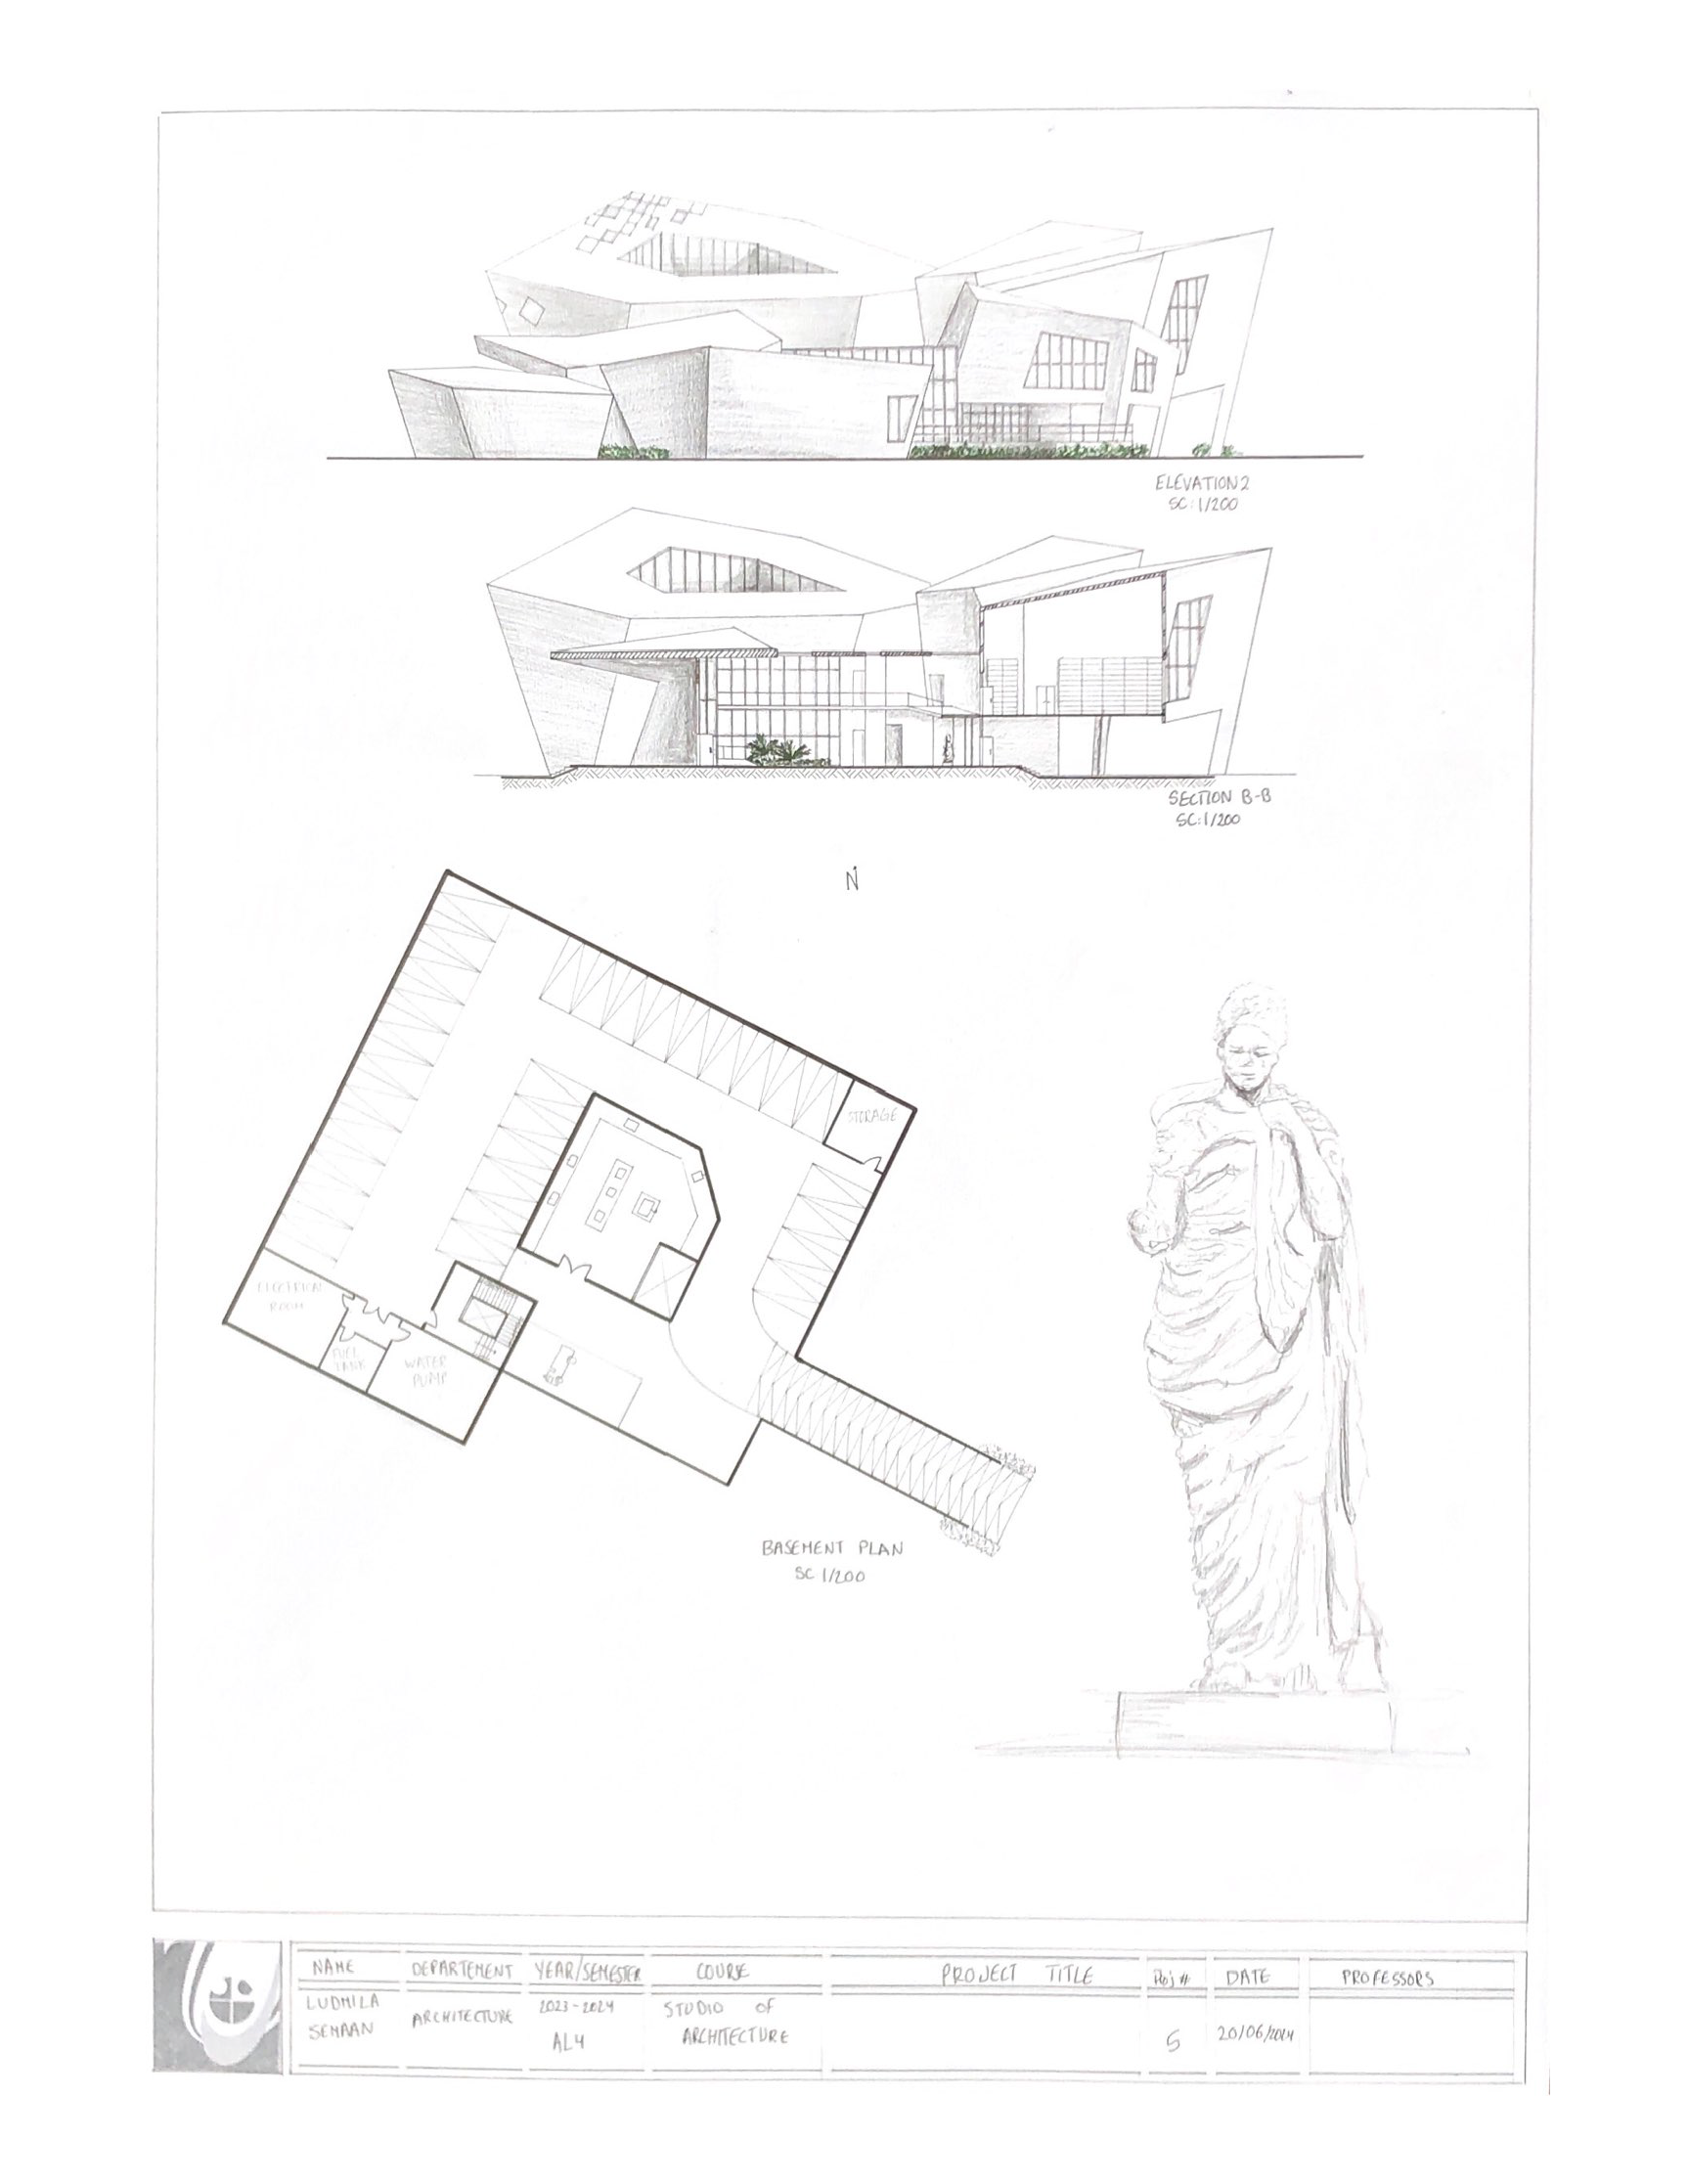 ELEVATION 2
SC: 1/200
SECTION B-B
SC: 1/200
N
STORAGE
ELECTRICAL
ROOM
FUEL
TANK
WATER
PUMP
BASEMENT PLAN
SC 1/200
NAME
LUDMILA
SEMAAN
DEPARTEMENT
ARCHITECTURE
YEAR/SEMESTER
2023-2024
AL4
COURSE
STUDIO OF
ARCHITECTURE
PROJECT TITLE
Proj #
5
DATE
20/06/2024
PROFESSORS